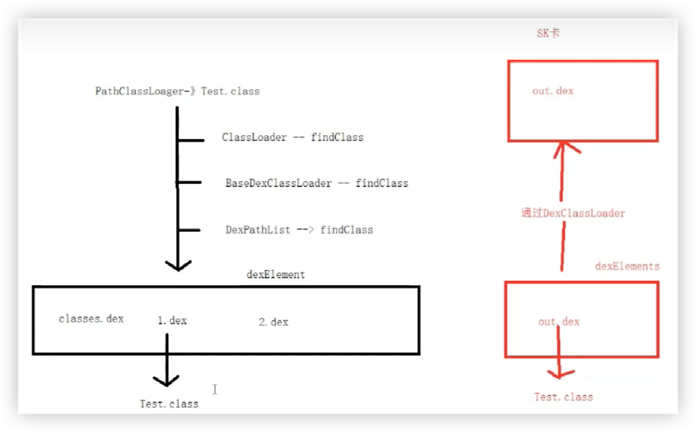 SK卡
PathClassLoager-》Test.class
out.dex
ClassLoader -- findClass
BaseDexClassLoader -- findClass
通过DexClassLoader
DexPathList --> findClass
dexElements
dexElement
classes.dex 1.dex 2.dex
out.dex
Test.class
Test.class